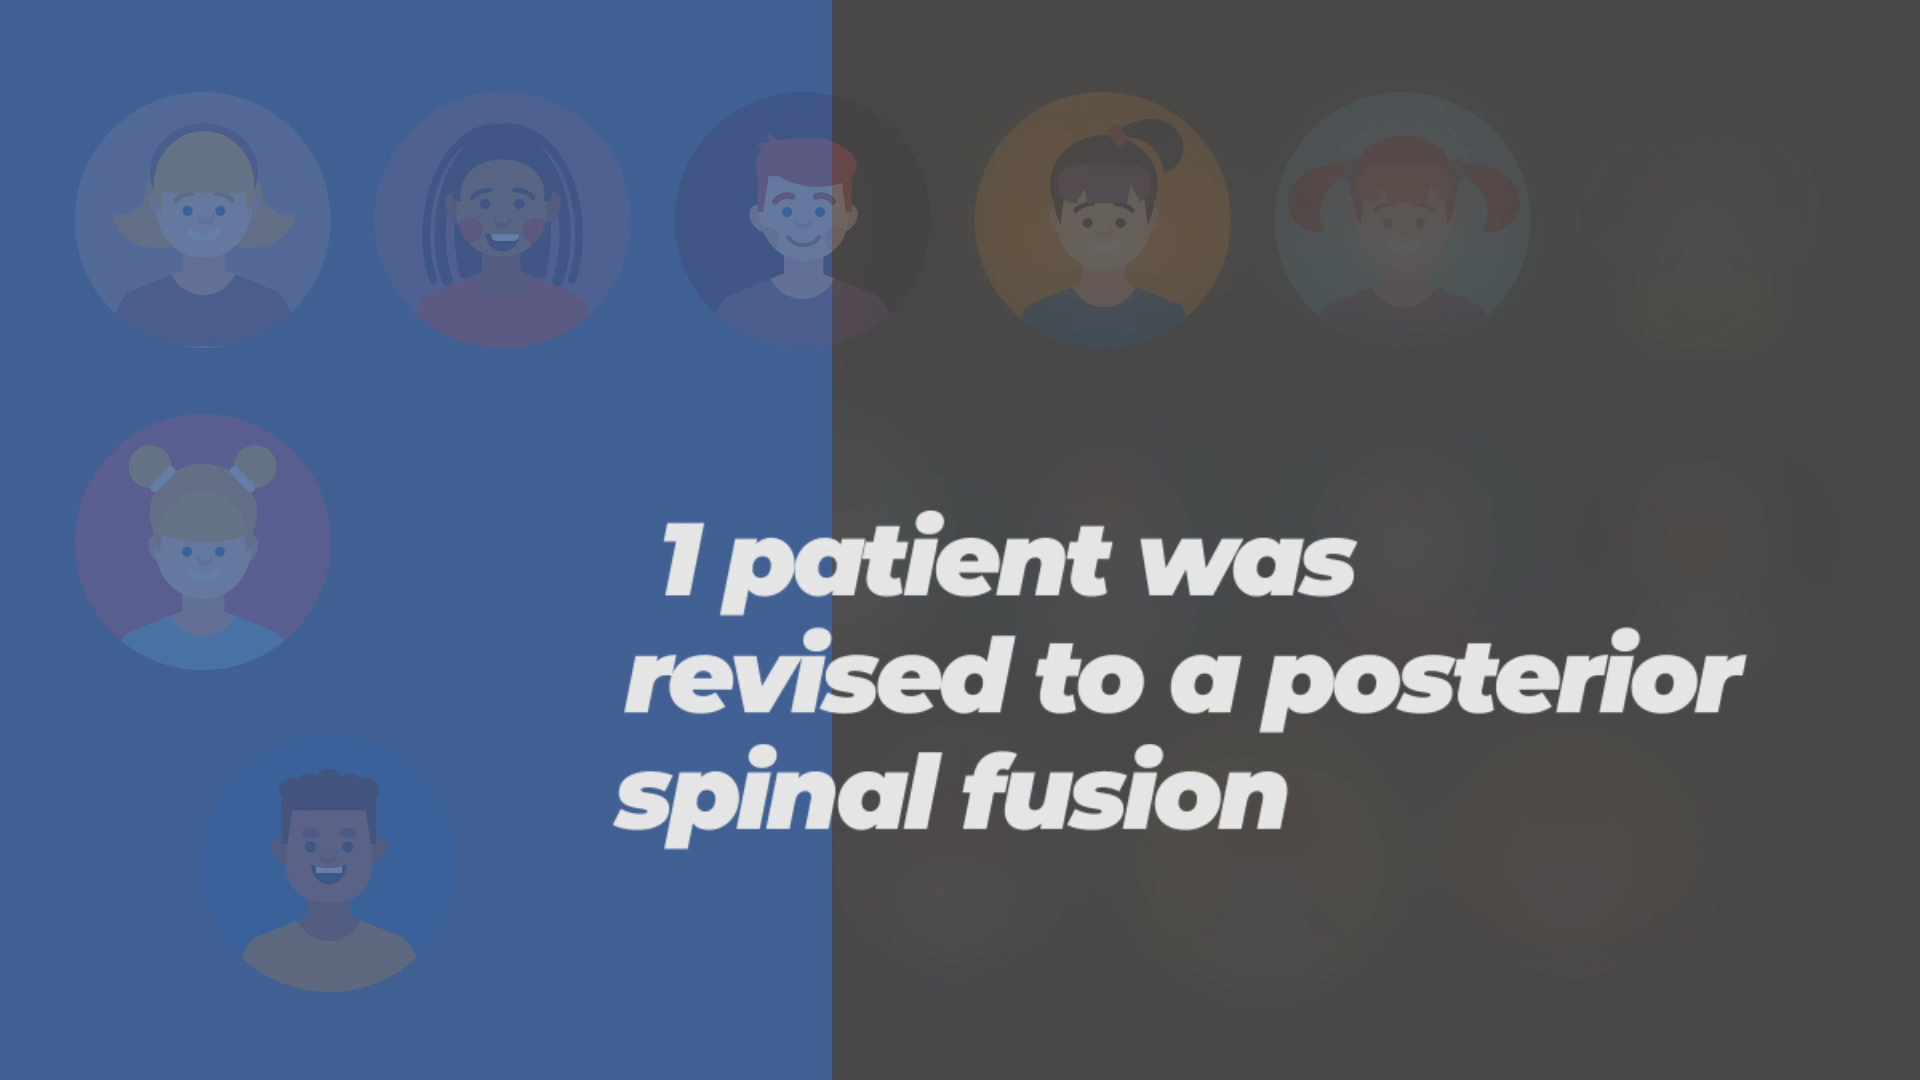 1 patient was
revised to a posterior
spinal fusion